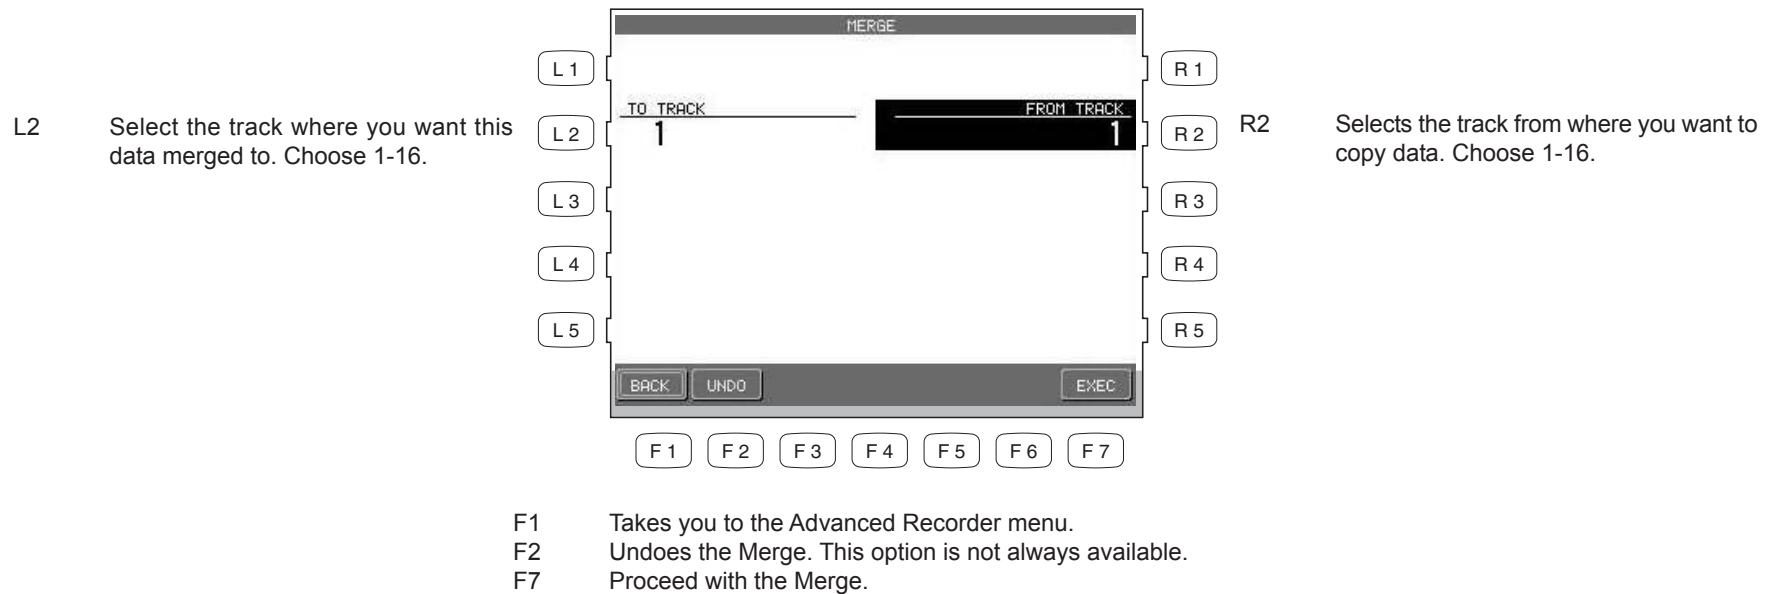 MERGE
L 1
R 1
L2 Select the track where you want this
data merged to. Choose 1-16.
TO TRACK
1
FROM TRACK
1
L 2
R 2
R2 Selects the track from where you want to
copy data. Choose 1-16.
L 3
R 3
L 4
R 4
L 5
R 5
BACK UNDO EXEC
F 1 F 2 F 3 F 4 F 5 F 6 F 7
F1 Takes you to the Advanced Recorder menu.
F2 Undoes the Merge. This option is not always available.
F7 Proceed with the Merge.